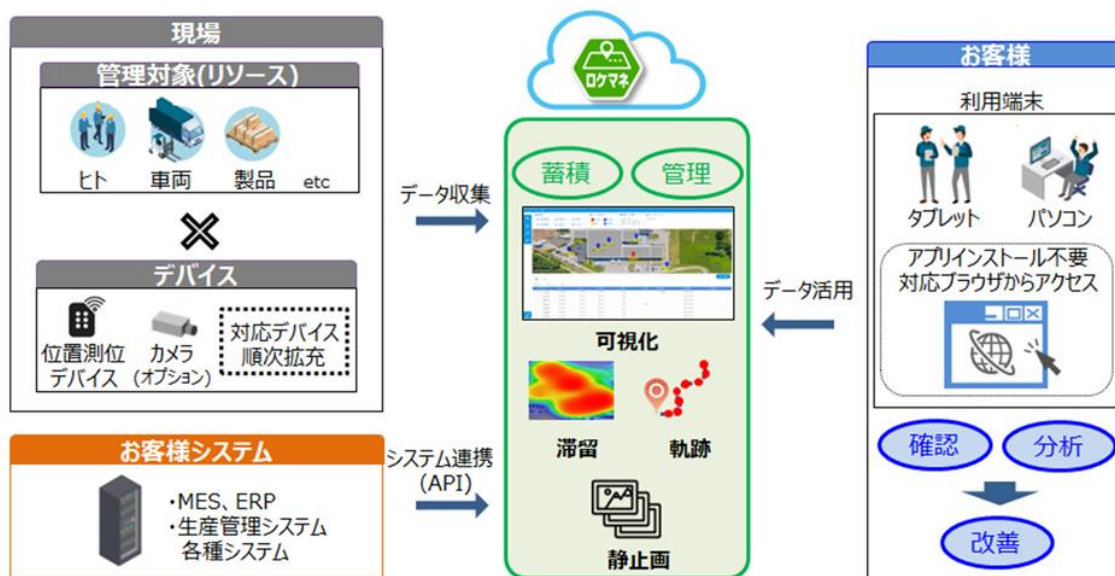 現場
管理対象(リソース)
ヒト
車両
製品
etc
デバイス
位置測位
デバイス
カメラ
(オプション)
対応デバイス
順次拡充
お客様システム
・MES、ERP
・生産管理システム
各種システム
データ収集
システム連携
(API)
ロケマネ
蓄積
管理
可視化
滞留
軌跡
静止画
データ活用
お客様
利用端末
タブレット
パソコン
アプリインストール不要
対応ブラウザからアクセス
確認
分析
改善